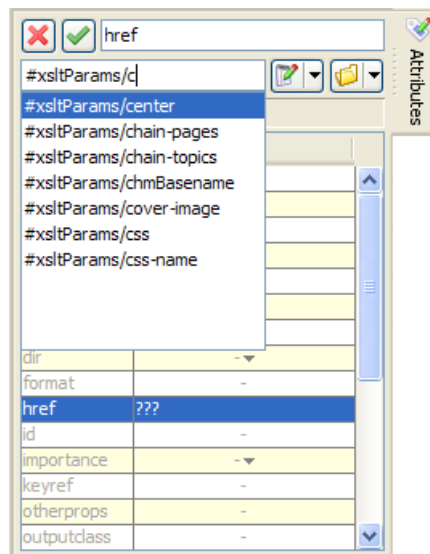 href
Attributes
#xsltParams/c
#xsltParams/center
#xsltParams/chain-pages
#xsltParams/chain-topics
#xsltParams/chmBasename
#xsltParams/cover-image
#xsltParams/css
#xsltParams/css-name
dir -
format -
href ???
id -
importance -
keyref -
otherprops -
outputclass -